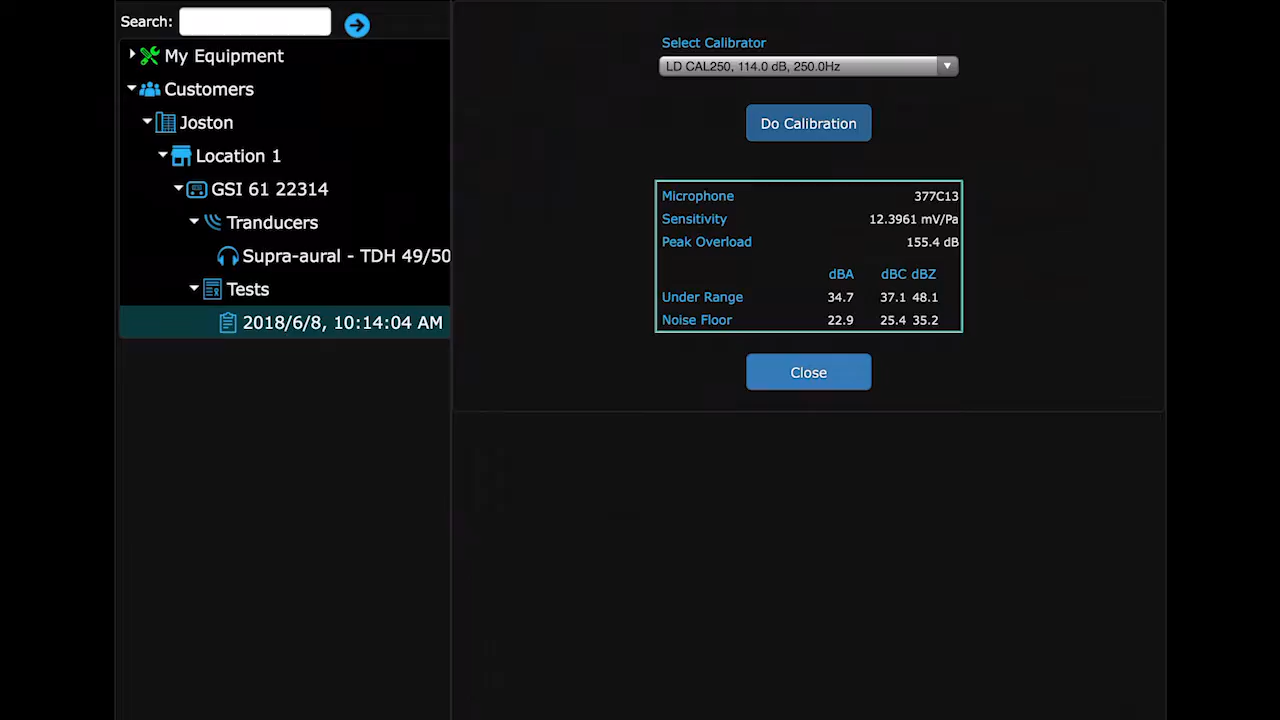 Search:
My Equipment
Customers
Joston
Location 1
GSI 61 22314
Tranducers
Supra-aural - TDH 49/50
Tests
2018/6/8, 10:14:04 AM
Select Calibrator
LD CAL250, 114.0 dB, 250.0Hz
Do Calibration
Microphone 377C13
Sensitivity 12.3961 mV/Pa
Peak Overload 155.4 dB
dBA dBC dBZ
Under Range 34.7 37.1 48.1
Noise Floor 22.9 25.4 35.2
Close